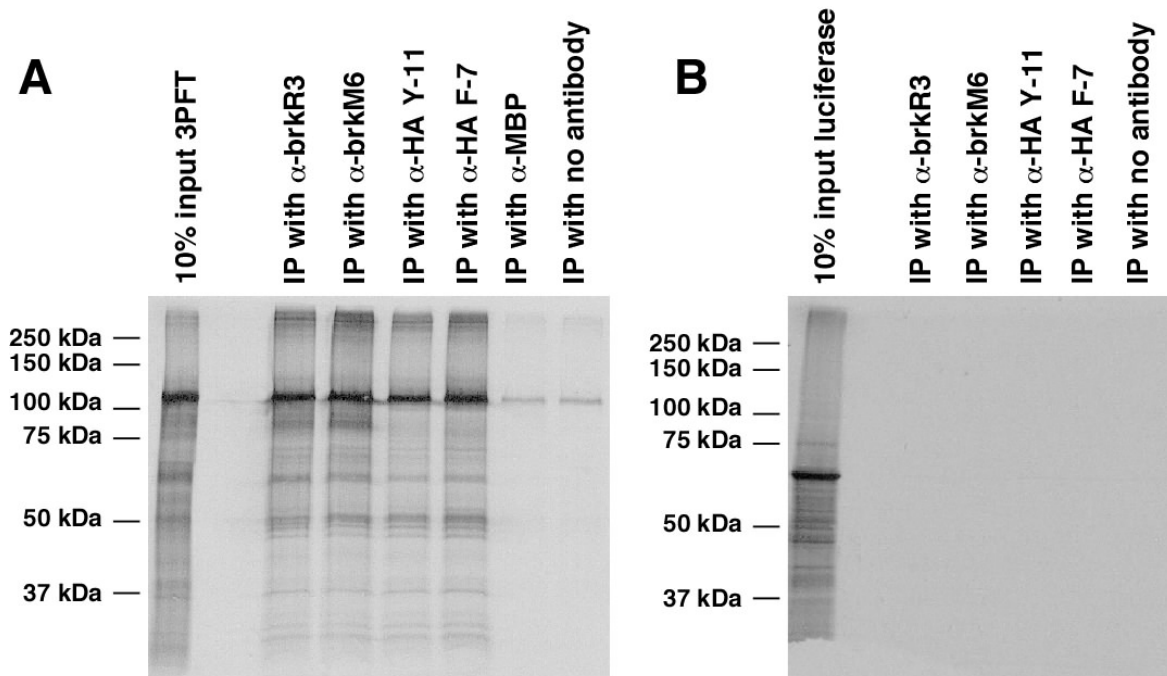 A
10% input 3PFT
IP with α-brkR3
IP with α-brkM6
IP with α-HA Y-11
IP with α-HA F-7
IP with α-MBP
IP with no antibody
250 kDa
150 kDa
100 kDa
75 kDa
50 kDa
37 kDa
B
10% input luciferase
IP with α-brkR3
IP with α-brkM6
IP with α-HA Y-11
IP with α-HA F-7
IP with no antibody
250 kDa
150 kDa
100 kDa
75 kDa
50 kDa
37 kDa